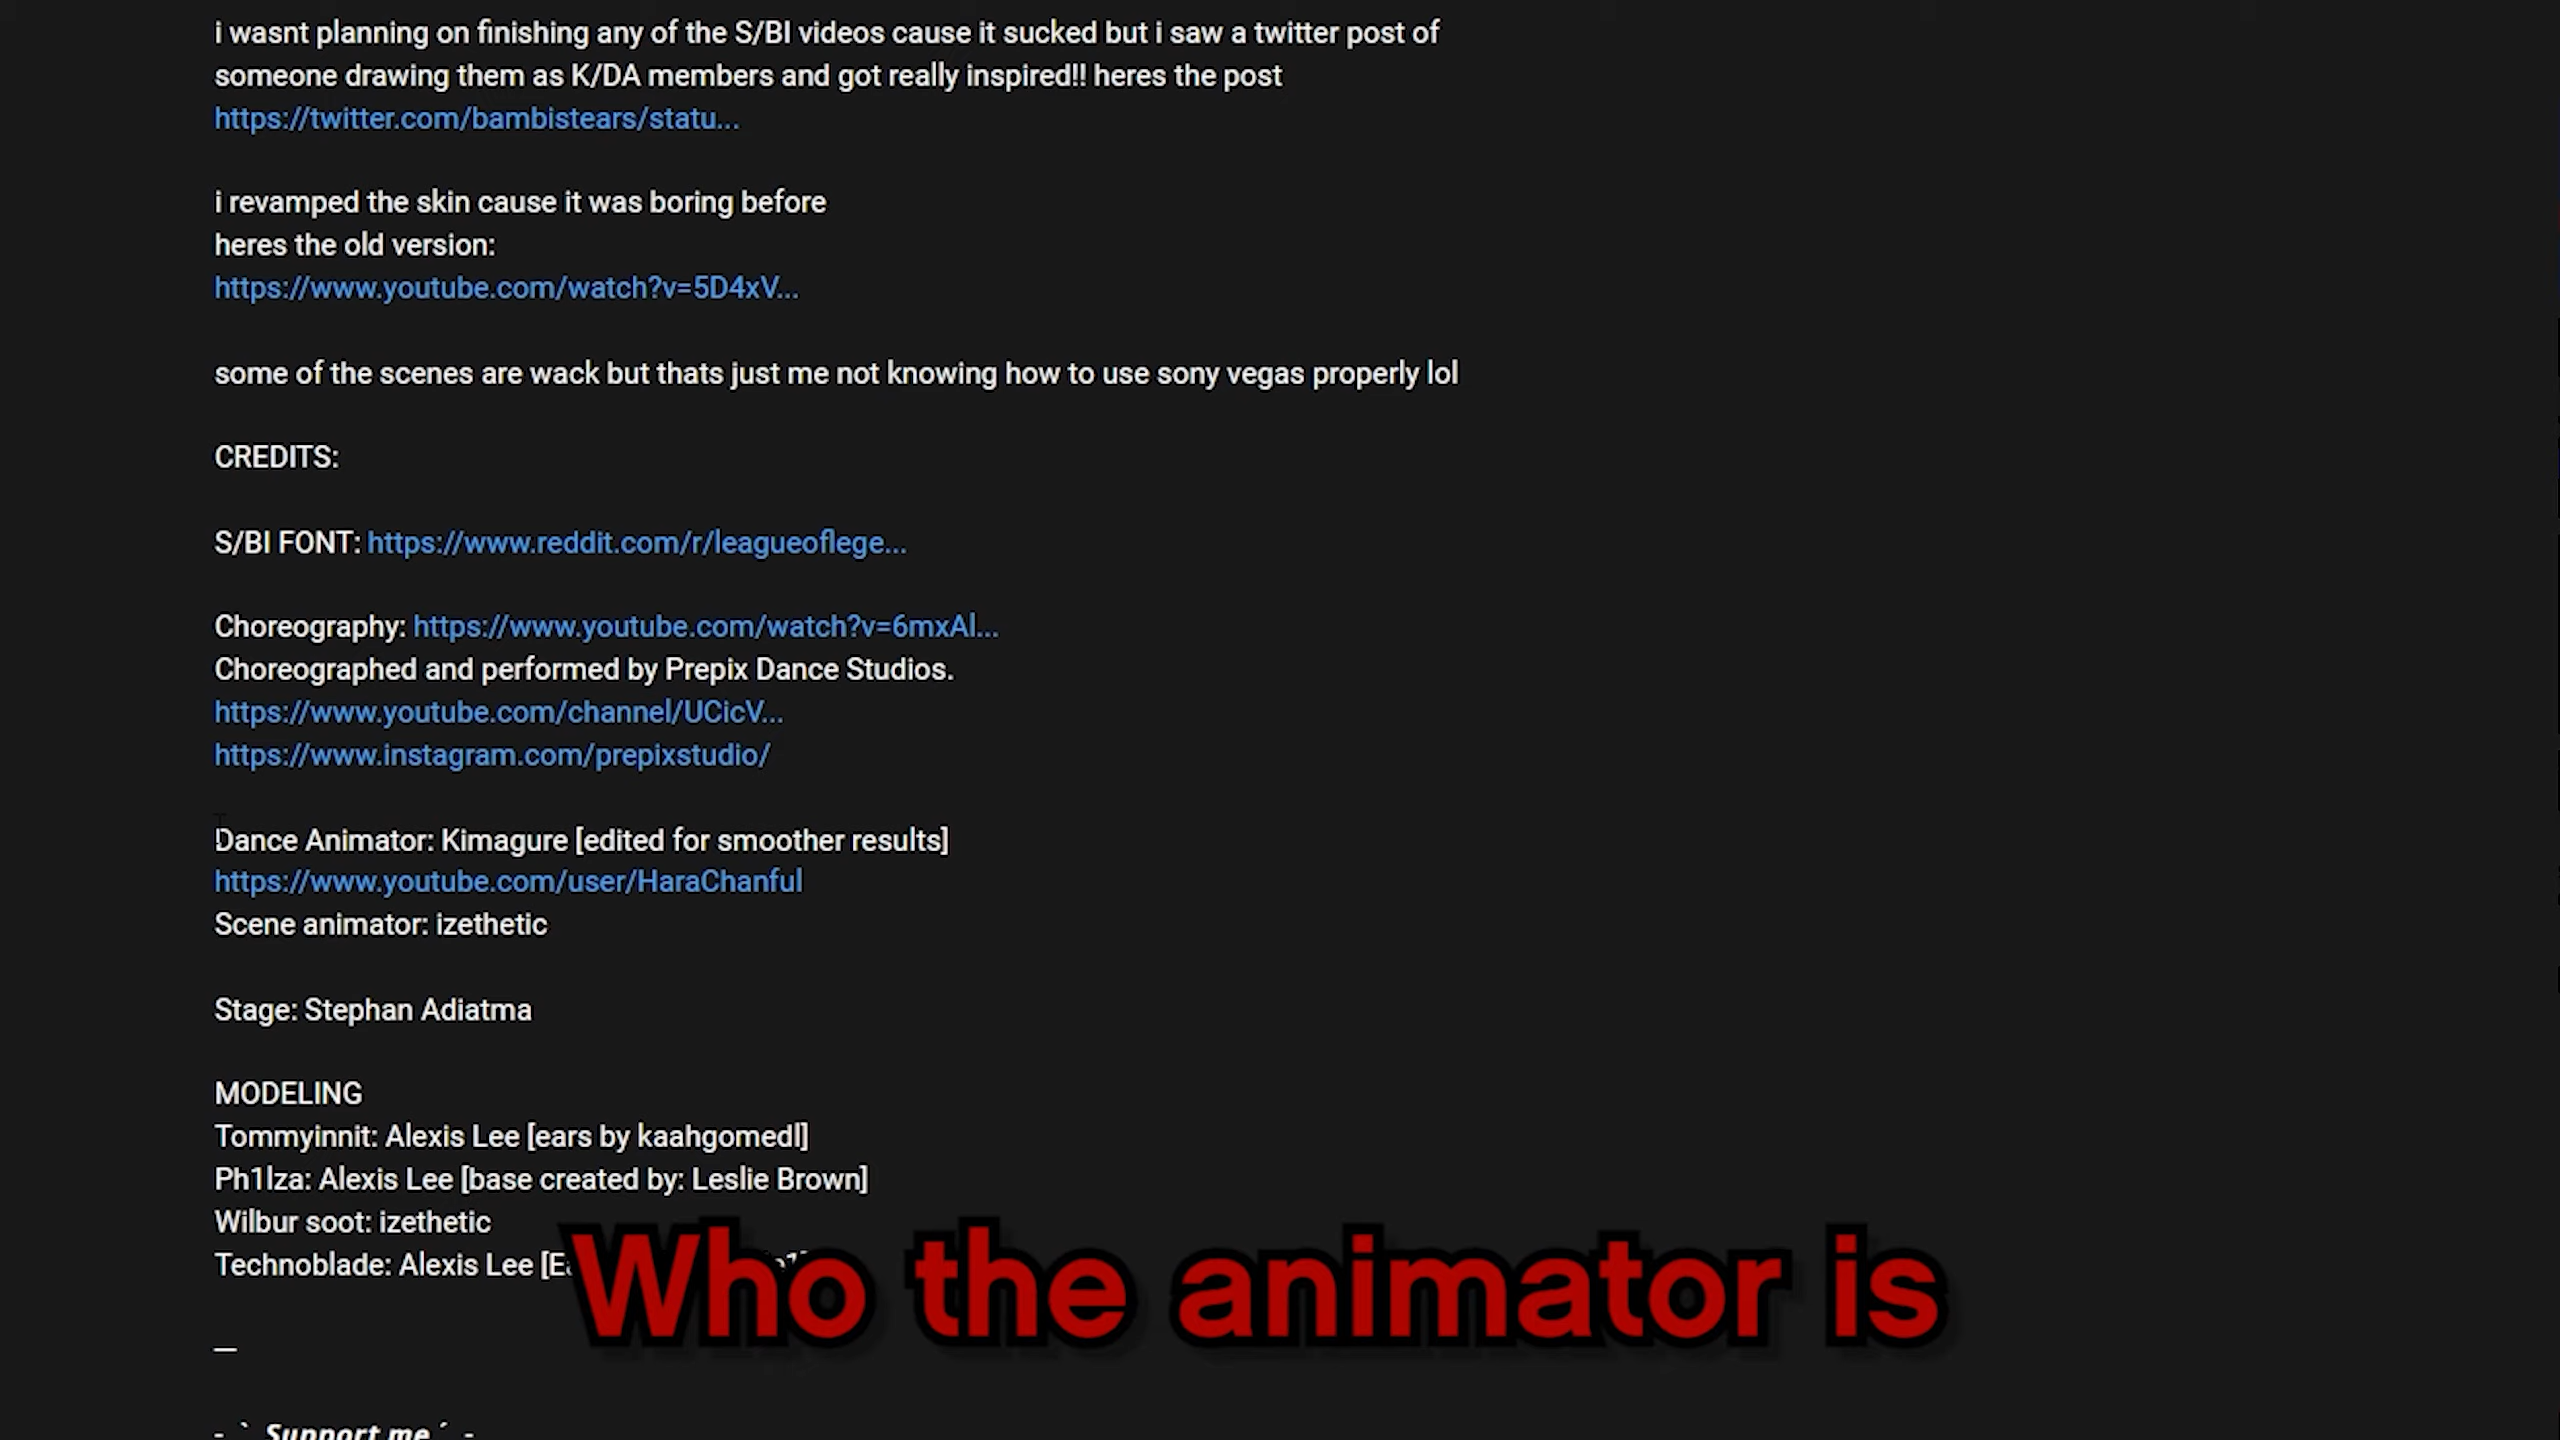 i wasnt planning on finishing any of the S/BI videos cause it sucked but i saw a twitter post of
someone drawing them as K/DA members and got really inspired!! heres the post
https://twitter.com/bambistears/statu...
i revamped the skin cause it was boring before
heres the old version:
https://www.youtube.com/watch?v=5D4xV...
some of the scenes are wack but thats just me not knowing how to use sony vegas properly lol
CREDITS:
S/BI FONT: https://www.reddit.com/r/leagueoflege...
Choreography: https://www.youtube.com/watch?v=6mxAl...
Choreographed and performed by Prepix Dance Studios.
https://www.youtube.com/channel/UCicV...
https://www.instagram.com/prepixstudio/
Dance Animator: Kimagure [edited for smoother results]
https://www.youtube.com/user/HaraChanful
Scene animator: izethetic
Stage: Stephan Adiatma
MODELING
Tommyinnit: Alexis Lee [ears by kaahgomedl]
Ph1lza: Alexis Lee [base created by: Leslie Brown]
Wilbur soot: izethetic
Technoblade: Alexis Lee
Who the animator is
—
- ` Support me ´ -